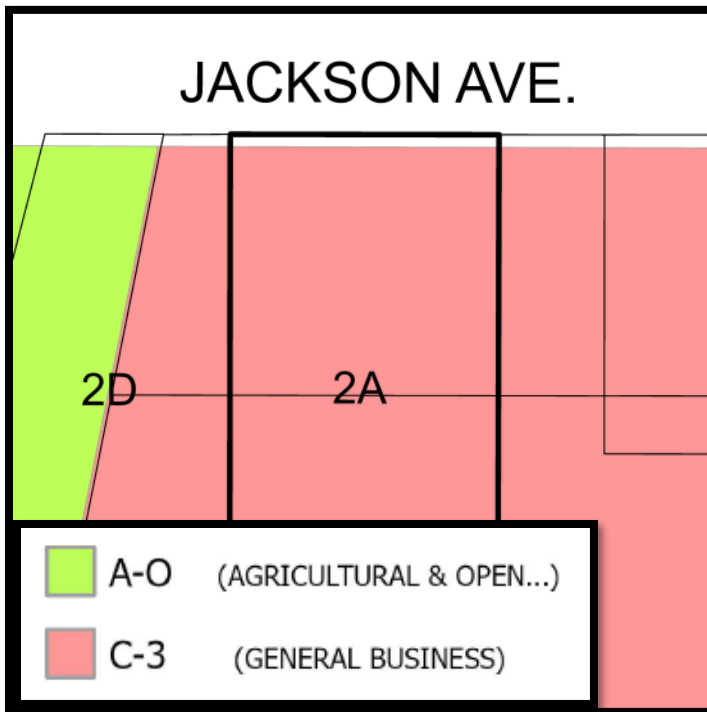 JACKSON AVE.
2D
2A
A-O (AGRICULTURAL & OPEN...)
C-3 (GENERAL BUSINESS)